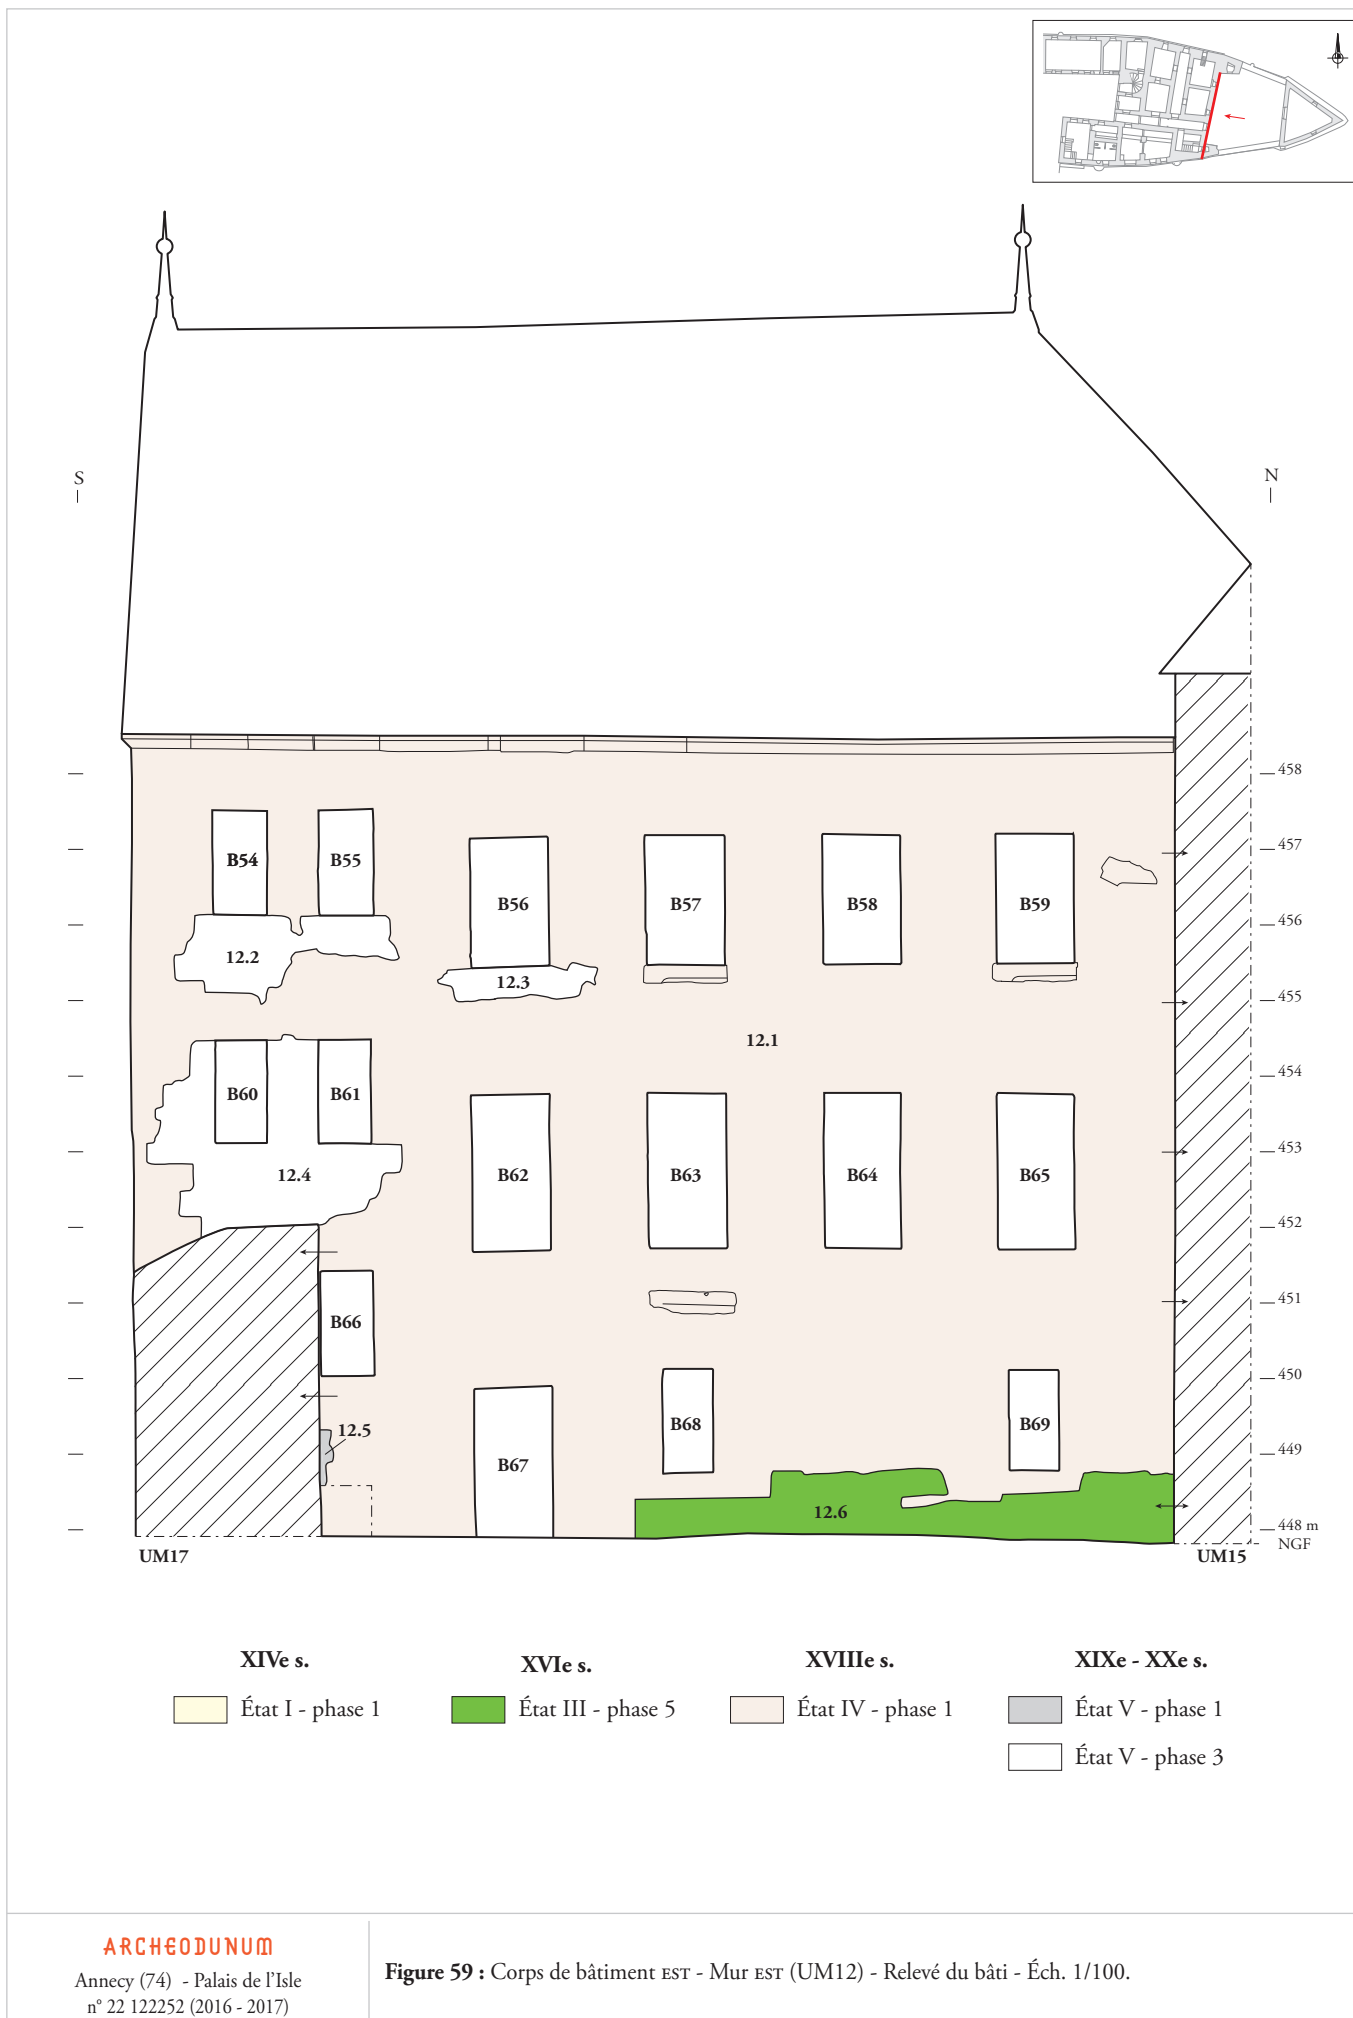 S
N
458
457
456
455
454
453
452
451
450
449
448 m
NGF
B54
B55
B56
B57
B58
B59
12.2
12.3
12.1
B60
B61
B62
B63
B64
B65
12.4
B66
12.5
B67
B68
B69
12.6
UM17
UM15
XIVe s.
État I - phase 1
XVIe s.
État III - phase 5
XVIIIe s.
État IV - phase 1
XIXe - XXe s.
État V - phase 1
État V - phase 3
ARCHEODUNUM
Annecy (74) - Palais de l'Isle
n° 22 122252 (2016 - 2017)
Figure 59 : Corps de bâtiment EST - Mur EST (UM12) - Relevé du bâti - Éch. 1/100.